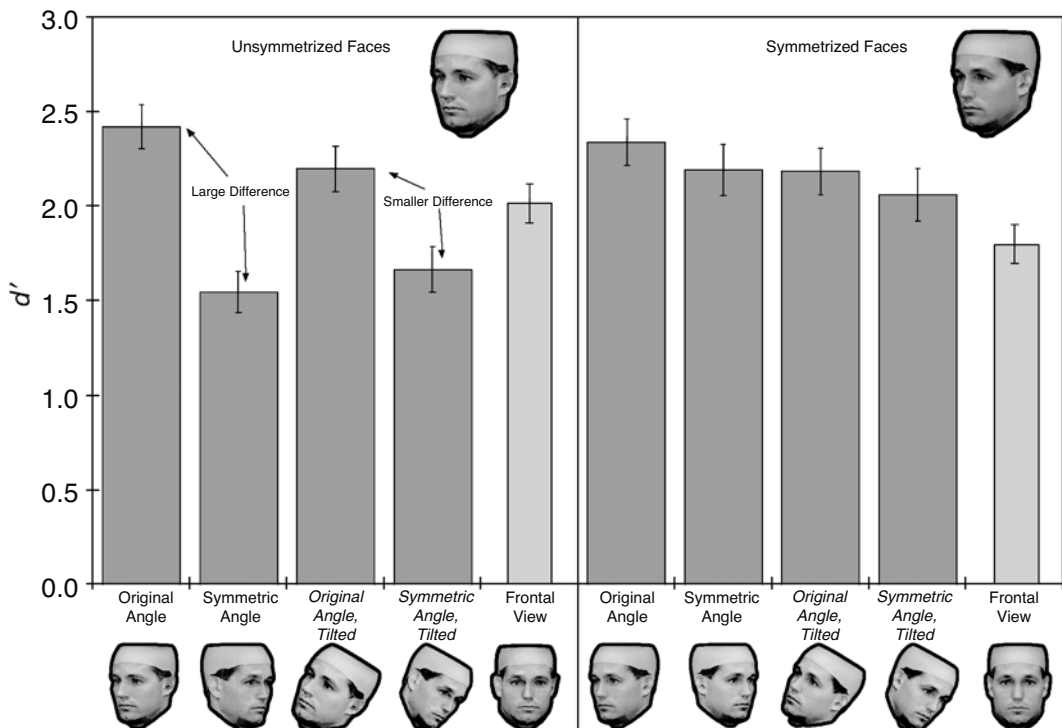 3.0
2.5
2.0
1.5
1.0
0.5
0.0
d′
Unsymmetrized Faces
Large Difference
Smaller Difference
Original
Angle
Symmetric
Angle
Original
Angle,
Tilted
Symmetric
Angle,
Tilted
Frontal
View
Symmetrized Faces
Original
Angle
Symmetric
Angle
Original
Angle,
Tilted
Symmetric
Angle,
Tilted
Frontal
View